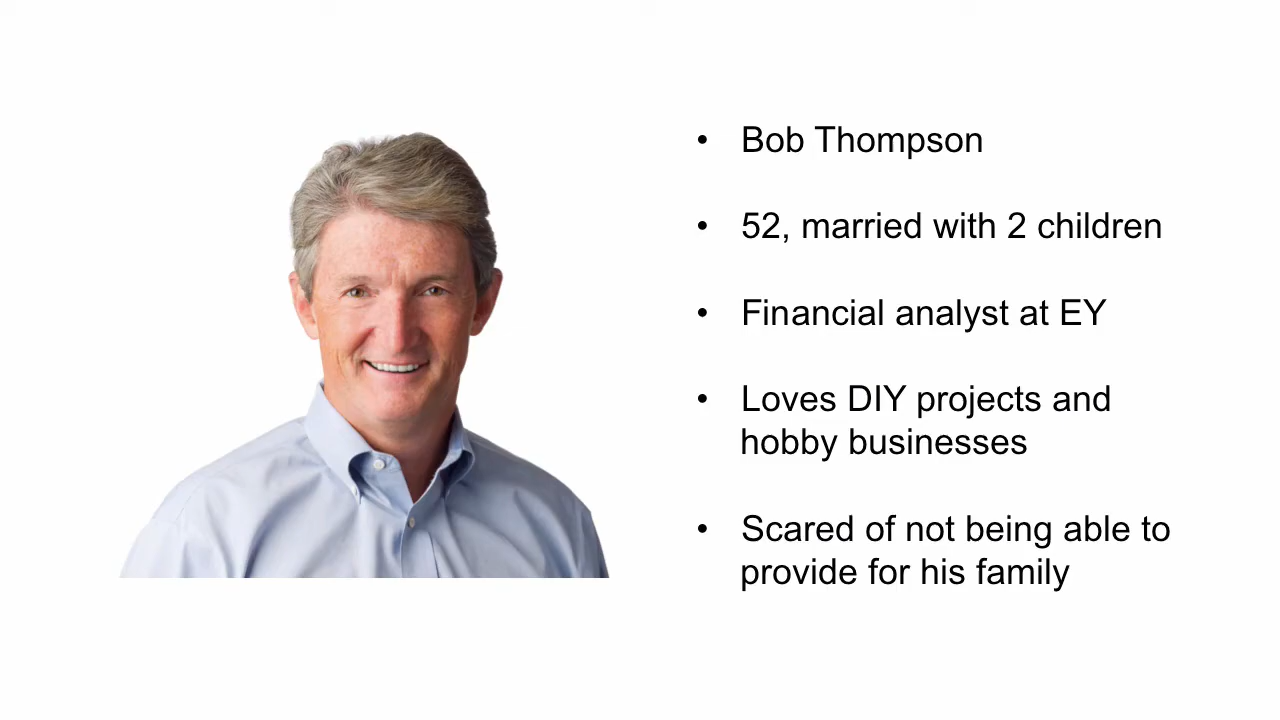 • Bob Thompson
• 52, married with 2 children
• Financial analyst at EY
• Loves DIY projects and
hobby businesses
• Scared of not being able to
provide for his family